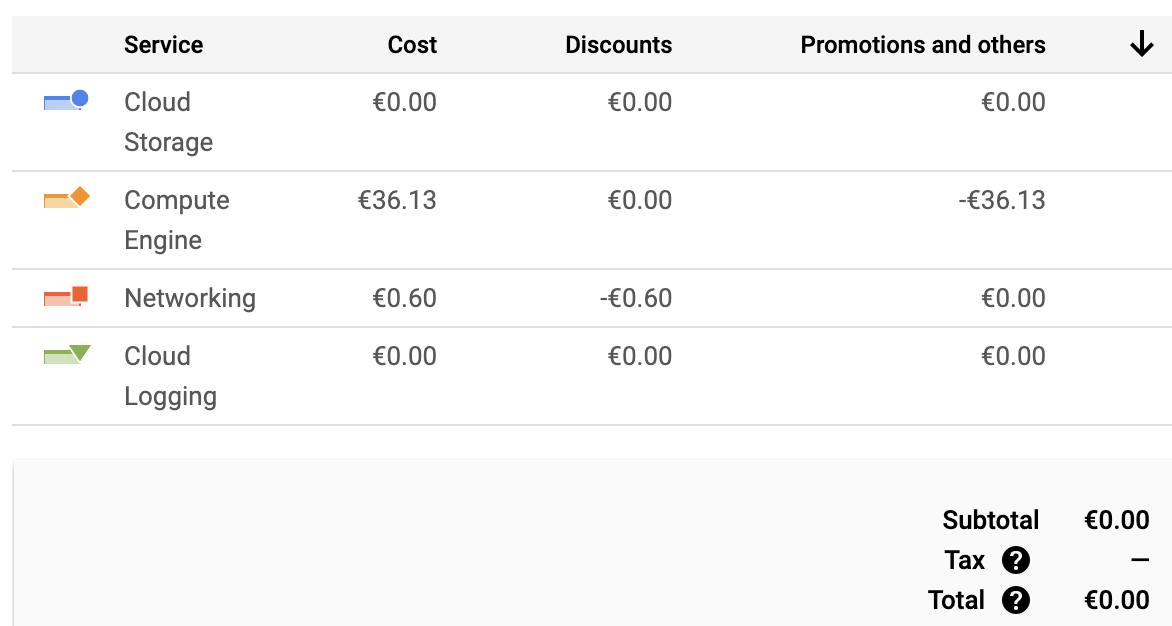 Service Cost Discounts Promotions and others
Cloud Storage €0.00 €0.00 €0.00
Compute Engine €36.13 €0.00 -€36.13
Networking €0.60 -€0.60 €0.00
Cloud Logging €0.00 €0.00 €0.00
Subtotal €0.00
Tax ? —
Total ? €0.00